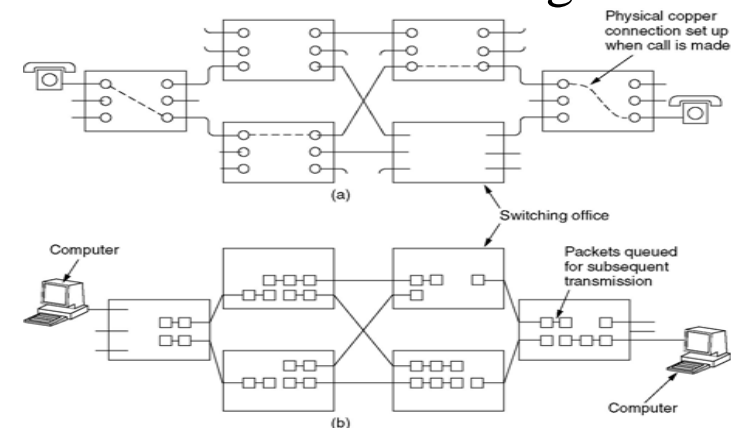 Physical copper
connection set up
when call is made
(a)
Switching office
Computer
Packets queued
for subsequent
transmission
Computer
(b)